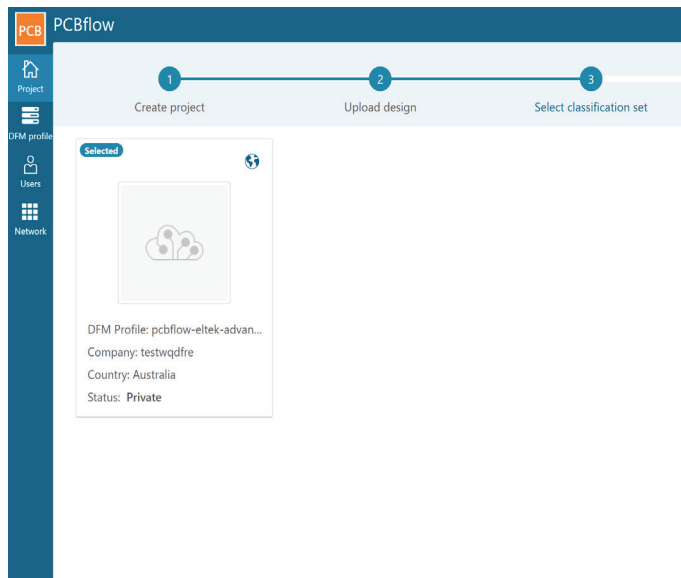 PCB PCBflow
Project
DFM profile
Users
Network
1 2 3
Create project Upload design Select classification set
Selected
DFM Profile: pcbflow-eltek-advan...
Company: testwqdfre
Country: Australia
Status: Private